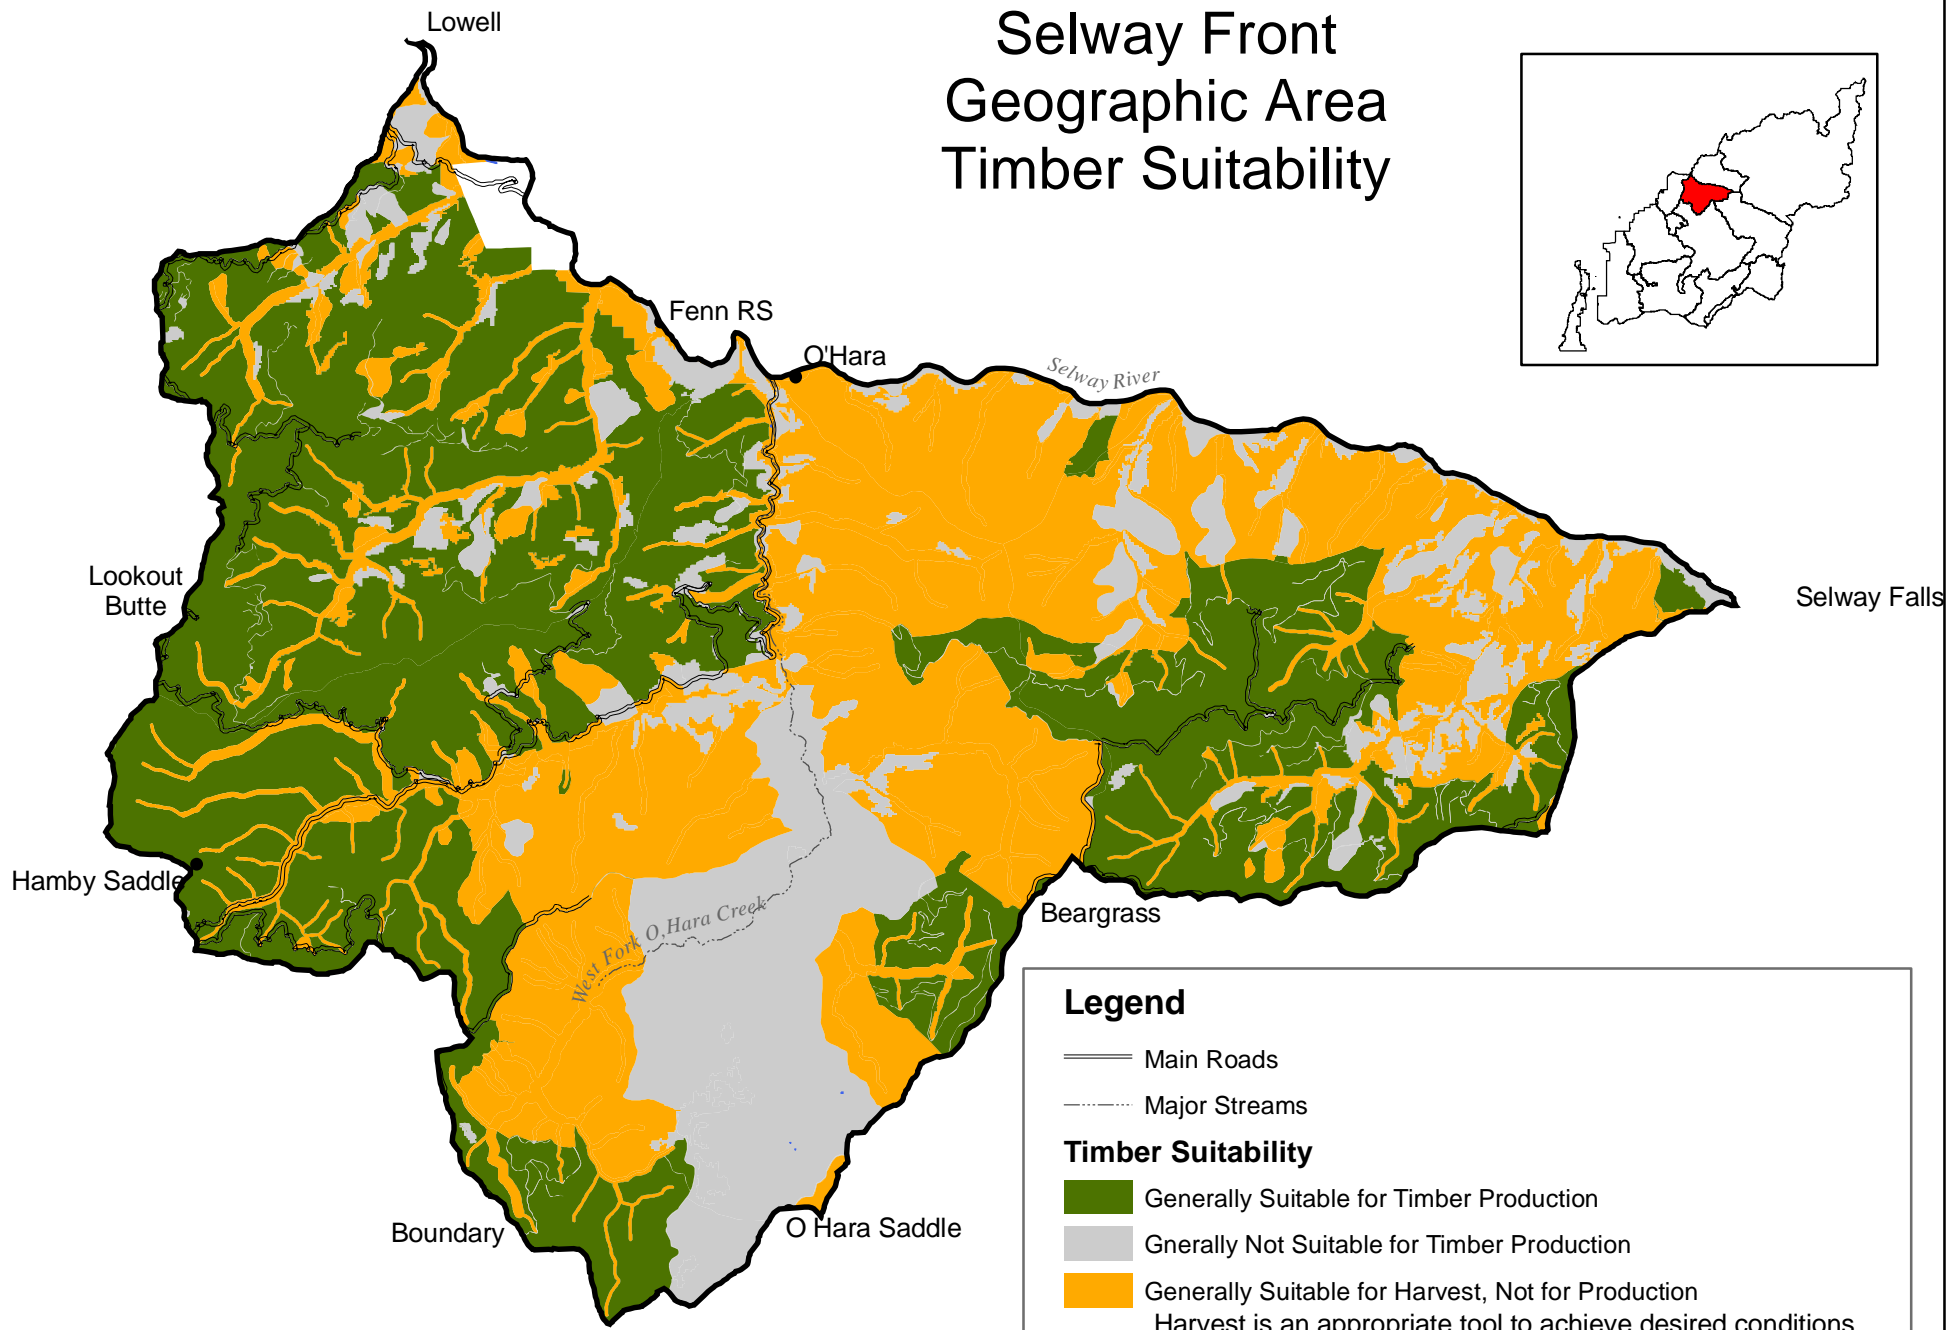 Selway Front
Geographic Area
Timber Suitability
Lowell
Fenn RS
O'Hara
Selway River
Lookout
Butte
Selway Falls
Hamby Saddle
Beargrass
West Fork O,Hara Creek
Boundary
O Hara Saddle
Legend
Main Roads
Major Streams
Timber Suitability
Generally Suitable for Timber Production
Gnerally Not Suitable for Timber Production
Generally Suitable for Harvest, Not for Production
Harvest is an appropriate tool to achieve desired conditions